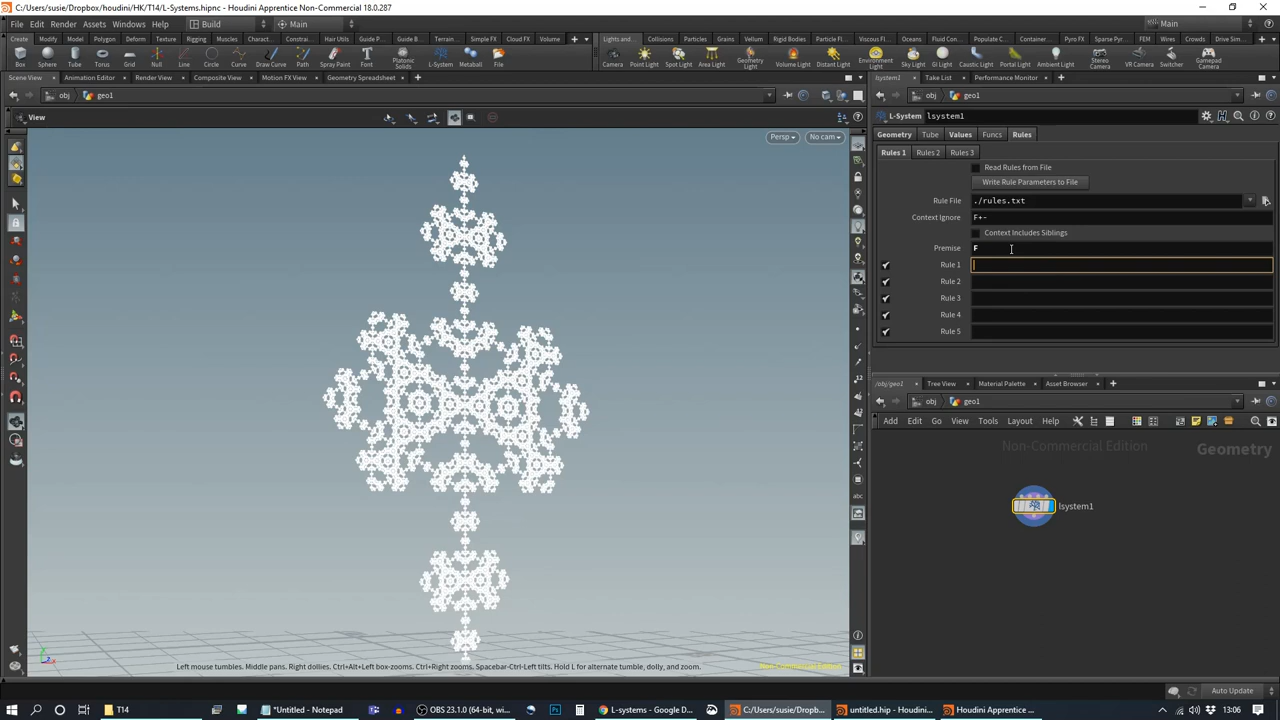 C:/Users/susie/Dropbox/houdini/HK/T14/L-Systems.hipnc - Houdini Apprentice Non-Commercial 18.0.287
File Edit Render Assets Windows Help Build Main Main
Create Modify Model Polygon Deform Texture Rigging Muscles Charact... Constrai... Hair Utils Guide P... Guide B... Terrain... Simple FX Cloud FX Volume Lights and... Collisions Particles Grains Vellum Rigid Bodies Particle Fl... Viscous Fl... Oceans Fluid Con... Populate C... Container... Pyro FX Sparse Pyr... FEM Wires Crowds Drive Sim...
Box Sphere Tube Torus Grid Null Line Circle Curve Draw Curve Path Spray Paint Font Platonic Solids L-System Metaball File Camera Point Light Spot Light Area Light Geometry Light Volume Light Distant Light Environment Light Sky Light GI Light Caustic Light Portal Light Ambient Light Stereo Camera VR Camera Switcher Gamepad Camera
Scene View Animation Editor Render View Composite View Motion FX View Geometry Spreadsheet lsystem1 Take List Performance Monitor
obj geo1 obj geo1
View L-System lsystem1
Persp No cam Geometry Tube Values Funcs Rules
Rules 1 Rules 2 Rules 3
Read Rules from File
Write Rule Parameters to File
Rule File ./rules.txt
Context Ignore F+-
Context Includes Siblings
Premise F
Rule 1
Rule 2
Rule 3
Rule 4
Rule 5
/obj/geo1 Tree View Material Palette Asset Browser
obj geo1
Add Edit Go View Tools Layout Help
Non-Commercial Edition Geometry
lsystem1
abc
Left mouse tumbles. Middle pans. Right dollies. Ctrl+Alt+Left box-zooms. Ctrl+Right zooms. Spacebar-Ctrl-Left tilts. Hold L for alternate tumble, dolly, and zoom. Non-Commercial Edition
Auto Update
T14 *Untitled - Notepad OBS 23.1.0 (64-bit, w... L-systems - Google D... C:/Users/susie/Dropb... untitled.hip - Houdini... Houdini Apprentice ... 13:06